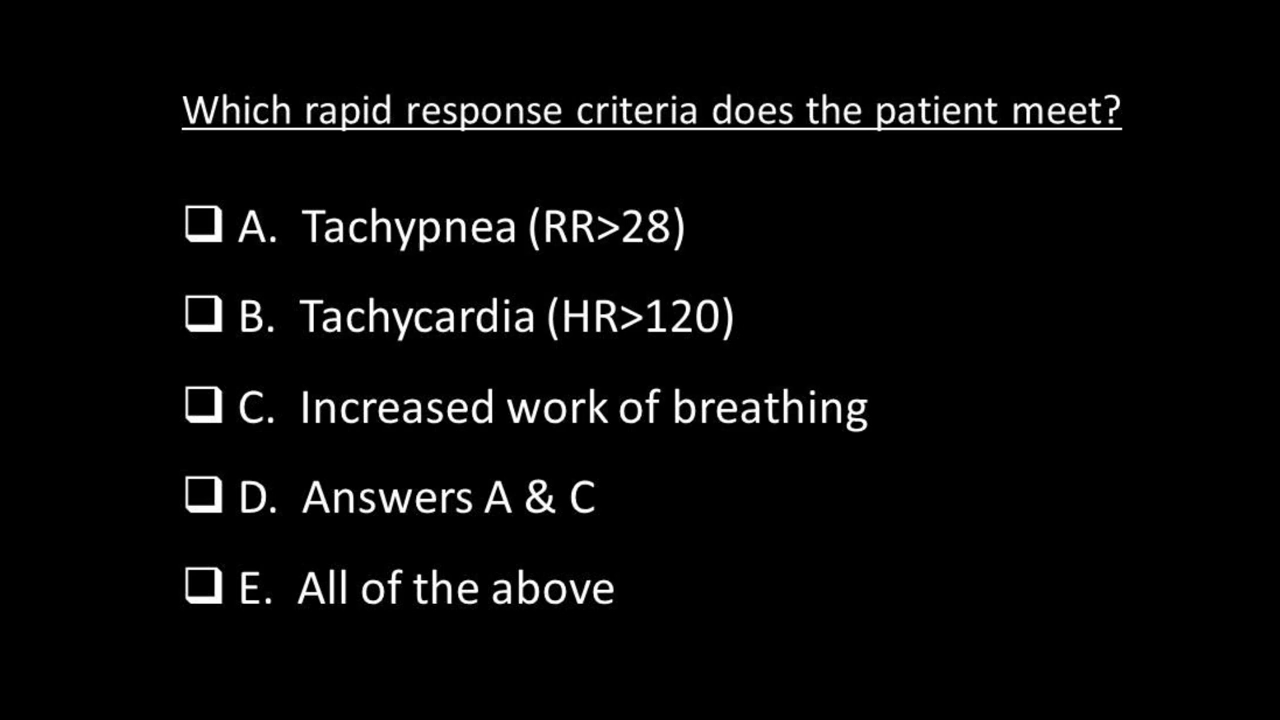 Which rapid response criteria does the patient meet?
❑ A. Tachypnea (RR>28)
❑ B. Tachycardia (HR>120)
❑ C. Increased work of breathing
❑ D. Answers A & C
❑ E. All of the above